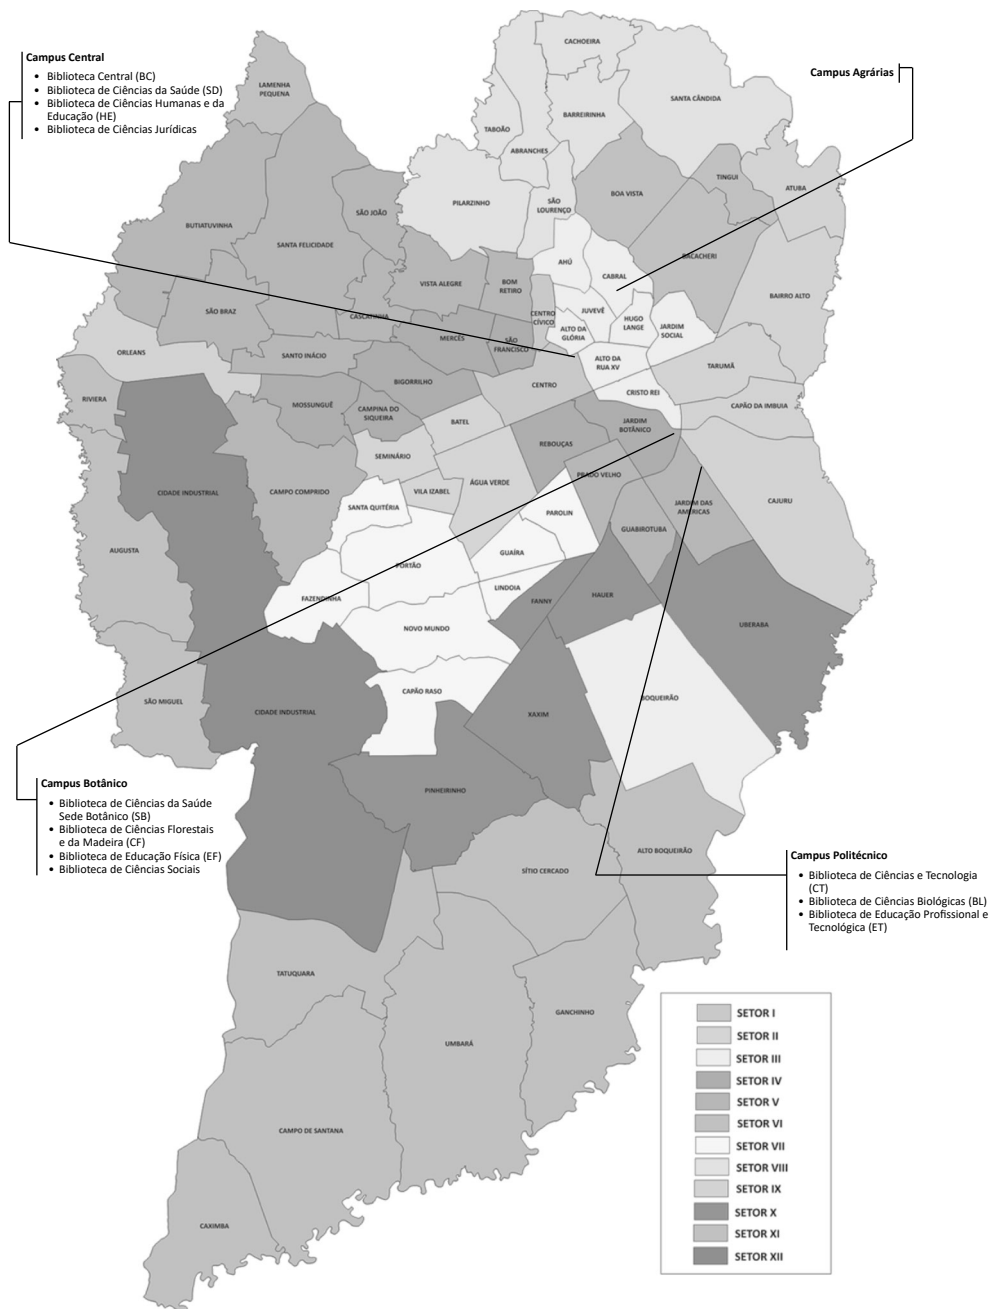 Campus Central
• Biblioteca Central (BC)
• Biblioteca de Ciências da Saúde (SD)
• Biblioteca de Ciências Humanas e da
Educação (HE)
• Biblioteca de Ciências Jurídicas
Campus Agrárias
CACHOEIRA
LAMENHA
PEQUENA
SANTA CÂNDIDA
BARREIRINHA
TABOÃO
ABRANCHES
TINGUI
ATUBA
BOA VISTA
PILARZINHO
SÃO
LOURENÇO
SÃO JOÃO
BUTIATUVINHA
SANTA FELICIDADE
BACACHERI
AHÚ
CABRAL
VISTA ALEGRE
BOM
RETIRO
BAIRRO ALTO
SÃO BRAZ
CASCATINHA
CENTRO
CÍVICO
JUVEVÊ
HUGO
LANGE
ALTO DA
GLÓRIA
JARDIM
SOCIAL
MERCÊS
SÃO
FRANCISCO
ORLEANS
SANTO INÁCIO
ALTO DA
RUA XV
TARUMÃ
BIGORRILHO
CENTRO
CRISTO REI
RIVIERA
MOSSUNGUÊ
CAMPINA DO
SIQUEIRA
CAPÃO DA IMBUIA
BATEL
JARDIM
BOTÂNICO
REBOUÇAS
SEMINÁRIO
PRADO VELHO
ÁGUA VERDE
CIDADE INDUSTRIAL
CAMPO COMPRIDO
VILA IZABEL
CAJURU
JARDIM DAS
AMÉRICAS
SANTA QUITÉRIA
PAROLIN
GUABIROTUBA
AUGUSTA
GUAÍRA
PORTÃO
LINDOIA
HAUER
FAZENDINHA
FANNY
UBERABA
NOVO MUNDO
CAPÃO RASO
BOQUEIRÃO
SÃO MIGUEL
CIDADE INDUSTRIAL
XAXIM
Campus Botânico
• Biblioteca de Ciências da Saúde
Sede Botânico (SB)
• Biblioteca de Ciências Florestais
e da Madeira (CF)
• Biblioteca de Educação Física (EF)
• Biblioteca de Ciências Sociais
PINHEIRINHO
ALTO BOQUEIRÃO
SÍTIO CERCADO
Campus Politécnico
• Biblioteca de Ciências e Tecnologia
(CT)
• Biblioteca de Ciências Biológicas (BL)
• Biblioteca de Educação Profissional e
Tecnológica (ET)
TATUQUARA
GANCHINHO
UMBARÁ
CAMPO DE SANTANA
CAXIMBA
SETOR I
SETOR II
SETOR III
SETOR IV
SETOR V
SETOR VI
SETOR VII
SETOR VIII
SETOR IX
SETOR X
SETOR XI
SETOR XII